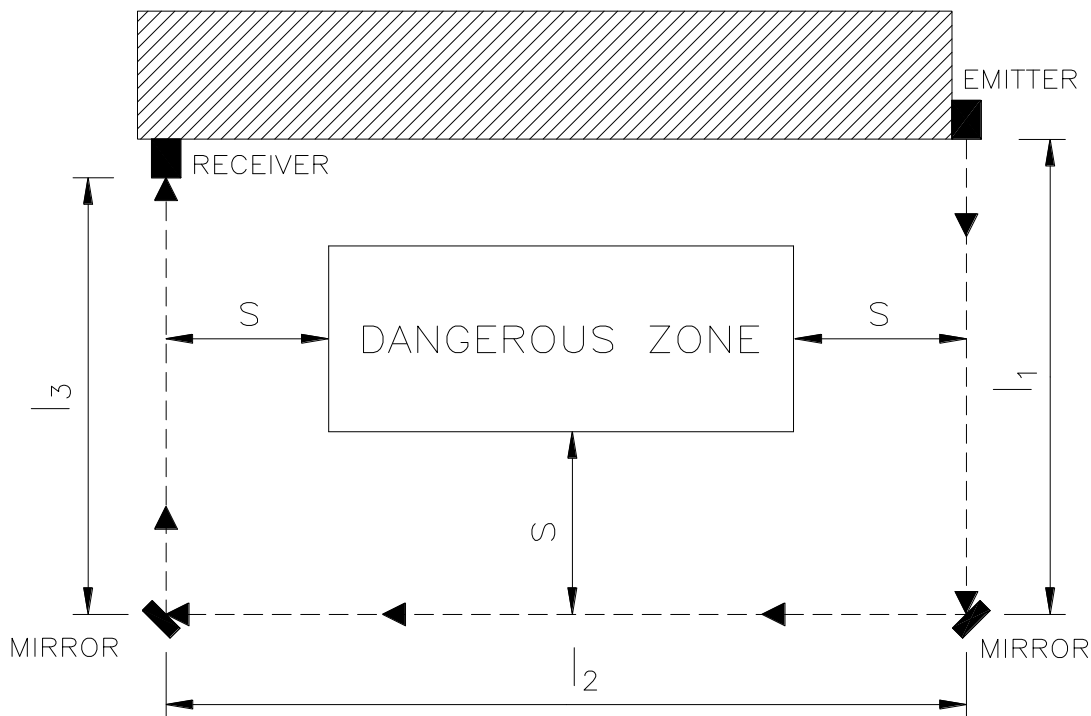 EMITTER
RECEIVER
S
S
DANGEROUS ZONE
l1
l3
S
MIRROR
MIRROR
l2